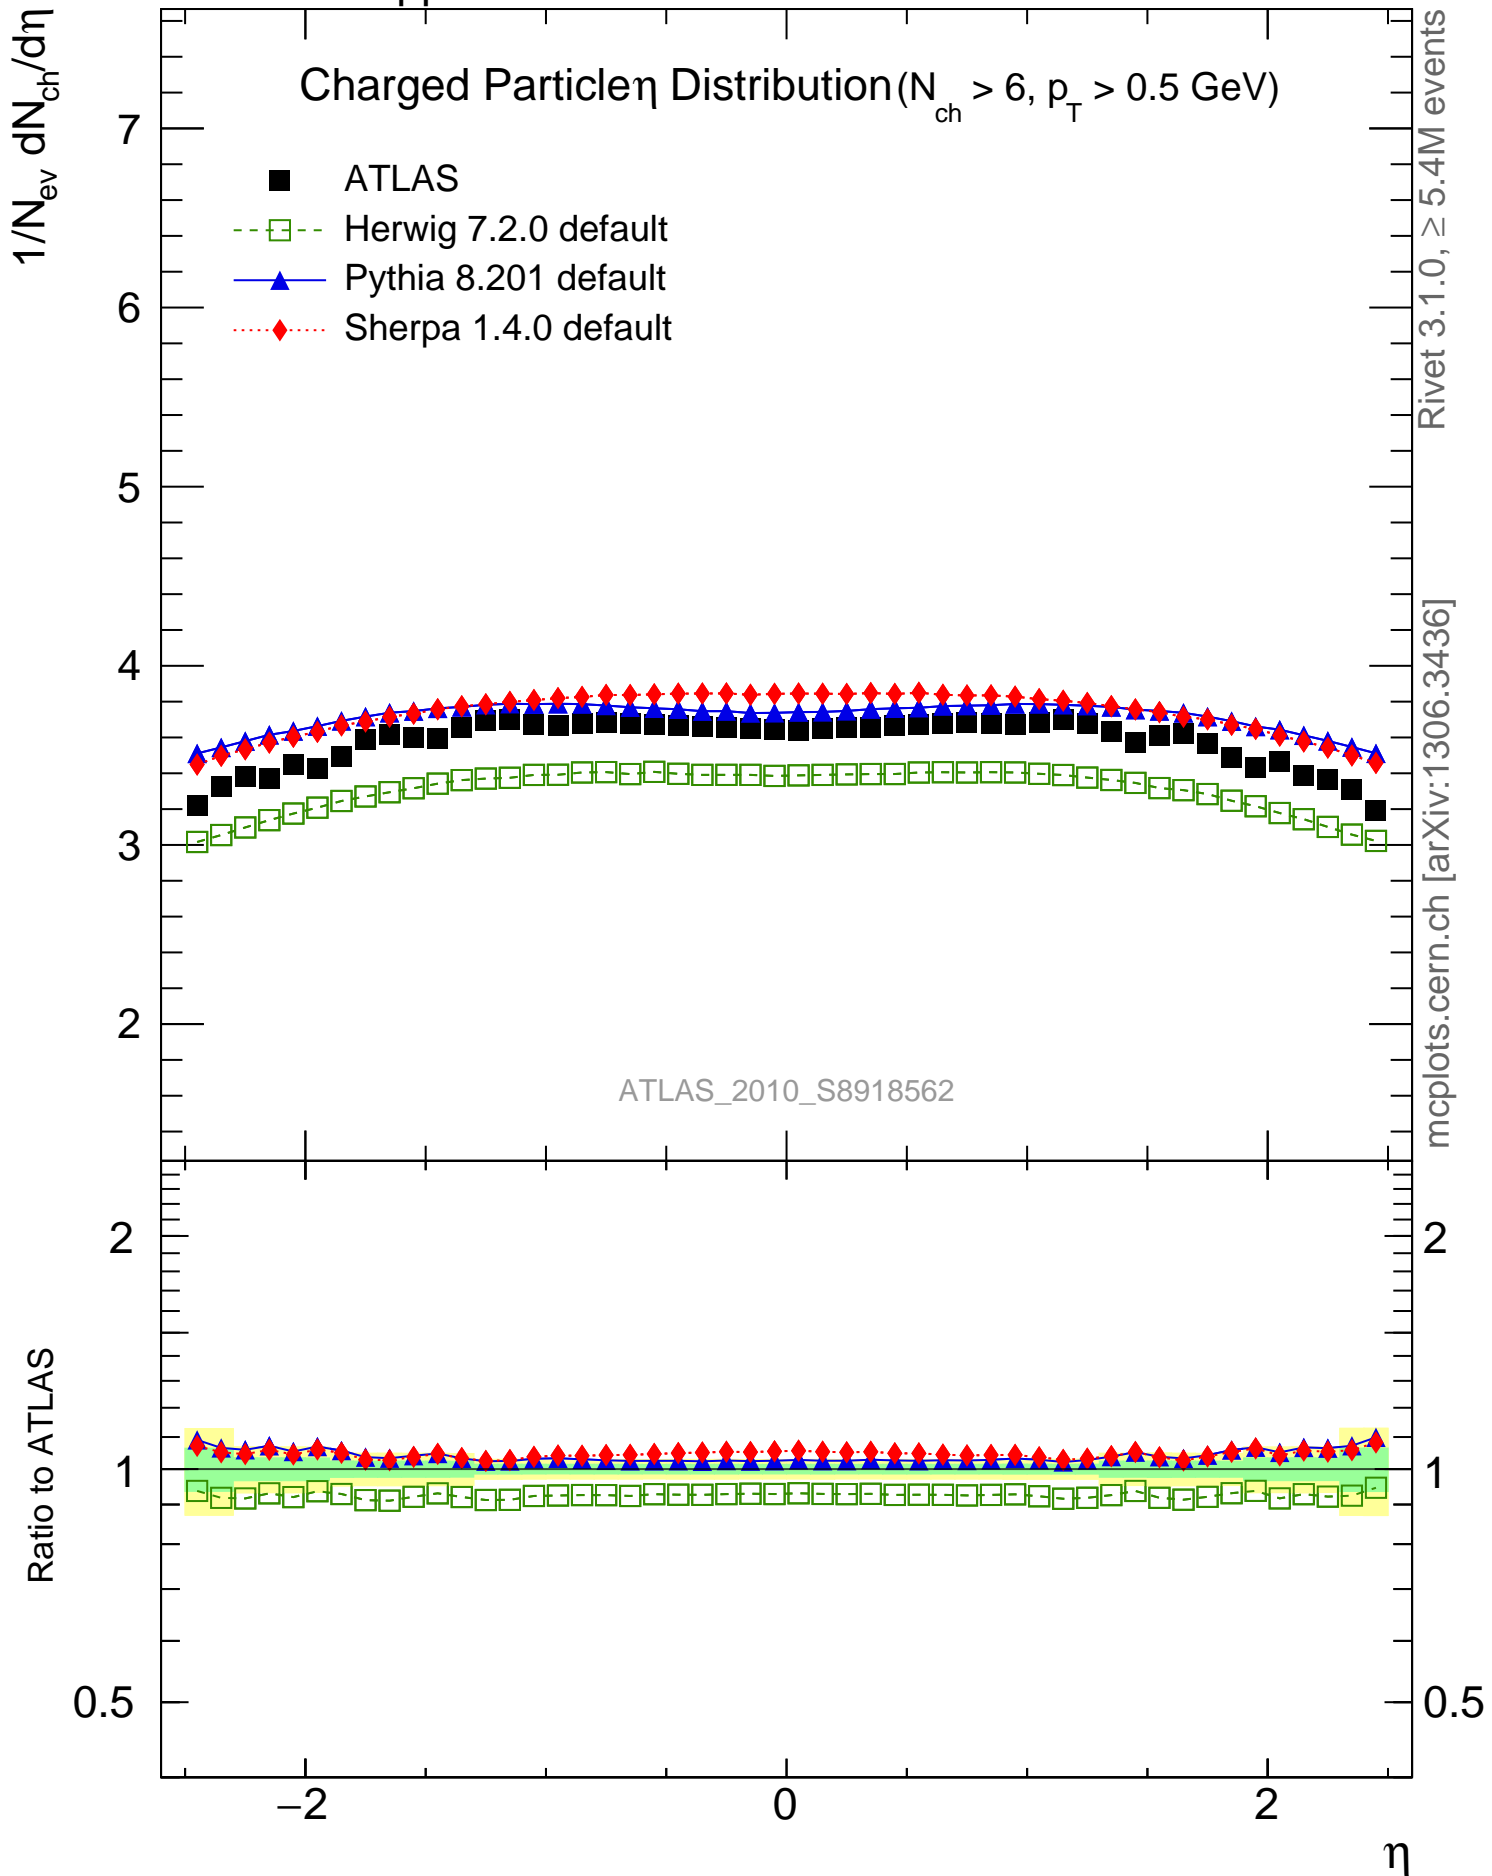 pp
1/N_ev dN_ch/dη
Charged Particleη Distribution(N_ch > 6, p_T > 0.5 GeV)
ATLAS
Herwig 7.2.0 default
Pythia 8.201 default
Sherpa 1.4.0 default
7
6
5
4
3
2
ATLAS_2010_S8918562
Rivet 3.1.0, ≥ 5.4M events
mcplots.cern.ch [arXiv:1306.3436]
Ratio to ATLAS
2
1
0.5
2
1
0.5
−2
0
2
η